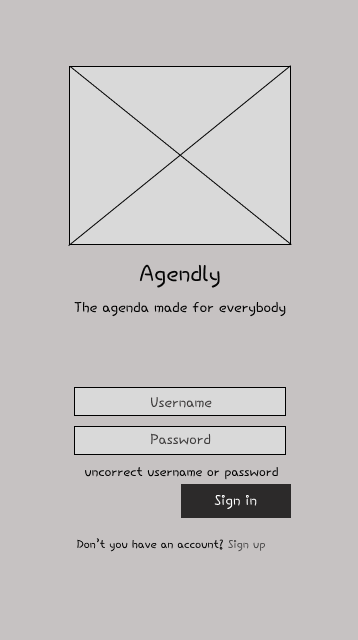 Agendly
The agenda made for everybody
Username
Password
uncorrect username or password
Sign in
Don't you have an account? Sign up